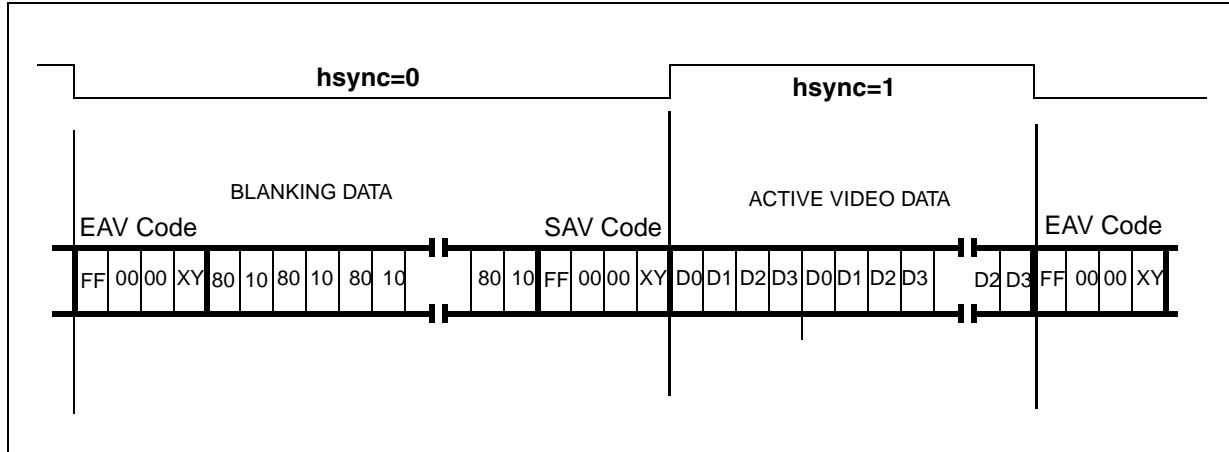 hsync=0
hsync=1
BLANKING DATA
ACTIVE VIDEO DATA
EAV Code
SAV Code
EAV Code
FF 00 00 XY 80 10 80 10 80 10 80 10 FF 00 00 XY D0 D1 D2 D3 D0 D1 D2 D3 D2 D3 FF 00 00 XY